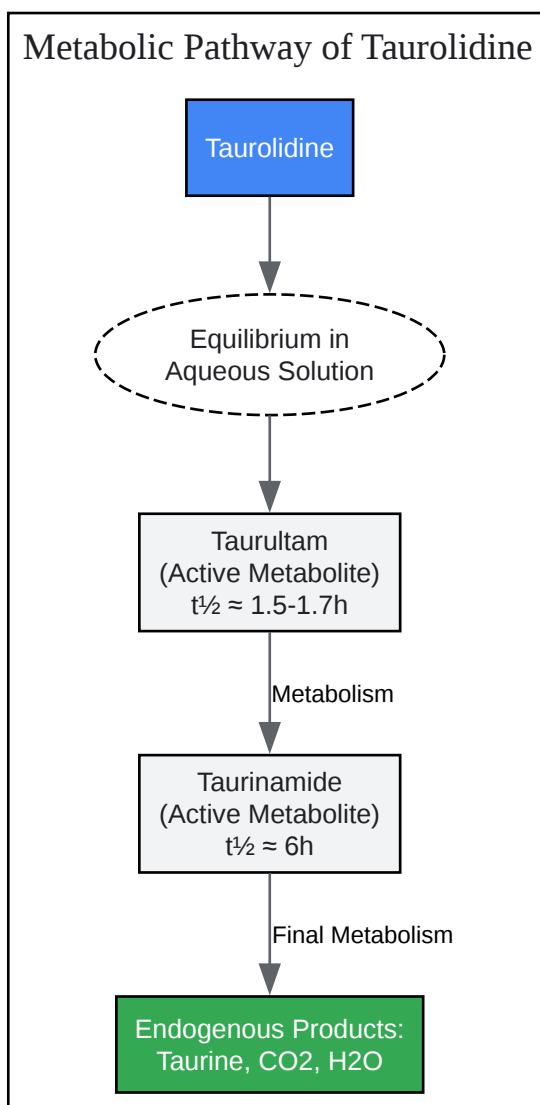 Metabolic Pathway of Taurolidine
Taurolidine
Equilibrium in
Aqueous Solution
Taurultam
(Active Metabolite)
t½ ≈ 1.5-1.7h
Metabolism
Taurinamide
(Active Metabolite)
t½ ≈ 6h
Final Metabolism
Endogenous Products:
Taurine, CO2, H2O